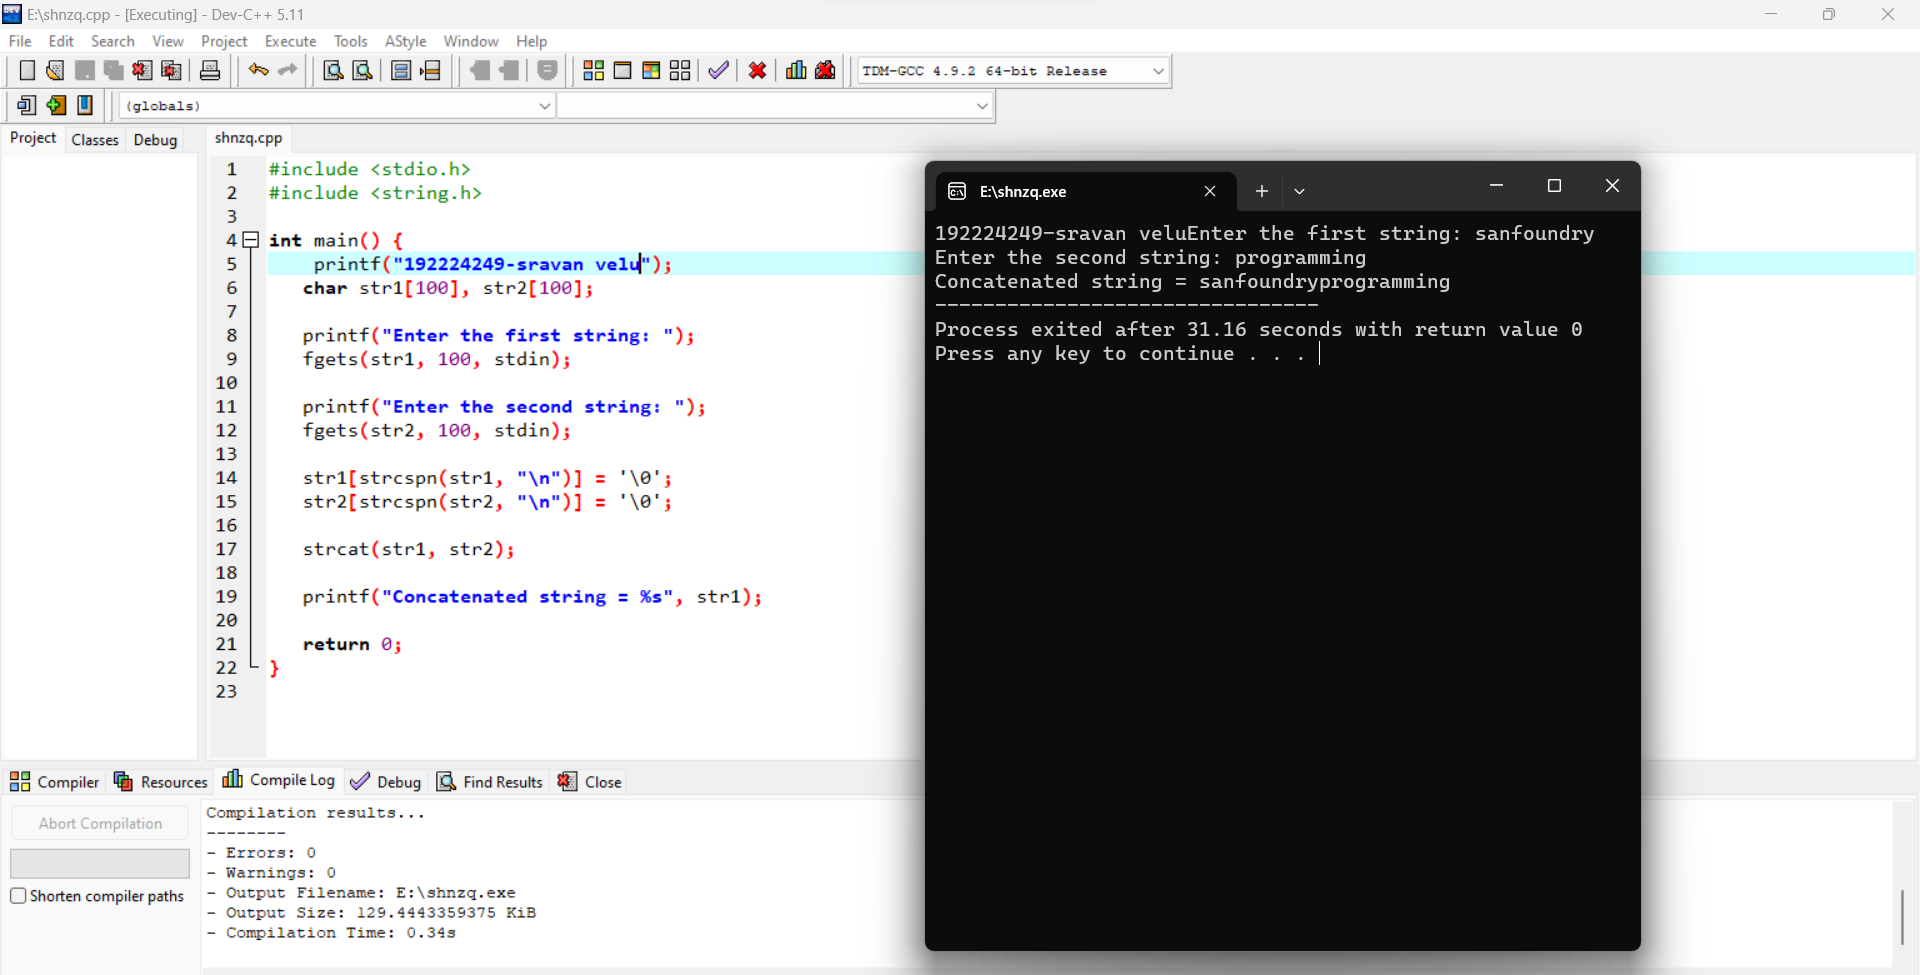 E:\shnzq.cpp - [Executing] - Dev-C++ 5.11
File Edit Search View Project Execute Tools AStyle Window Help
TDM-GCC 4.9.2 64-bit Release
(globals)
Project Classes Debug
shnzq.cpp
1 #include <stdio.h>
2 #include <string.h>
3
4 int main() {
5 printf("192224249-sravan velu");
6 char str1[100], str2[100];
7
8 printf("Enter the first string: ");
9 fgets(str1, 100, stdin);
10
11 printf("Enter the second string: ");
12 fgets(str2, 100, stdin);
13
14 str1[strcspn(str1, "\n")] = '\0';
15 str2[strcspn(str2, "\n")] = '\0';
16
17 strcat(str1, str2);
18
19 printf("Concatenated string = %s", str1);
20
21 return 0;
22 }
23
E:\shnzq.exe
192224249-sravan veluEnter the first string: sanfoundry
Enter the second string: programming
Concatenated string = sanfoundryprogramming
--------------------------------
Process exited after 31.16 seconds with return value 0
Press any key to continue . . .
Compiler Resources Compile Log Debug Find Results Close
Abort Compilation
Shorten compiler paths
Compilation results...
--------
- Errors: 0
- Warnings: 0
- Output Filename: E:\shnzq.exe
- Output Size: 129.4443359375 KiB
- Compilation Time: 0.34s